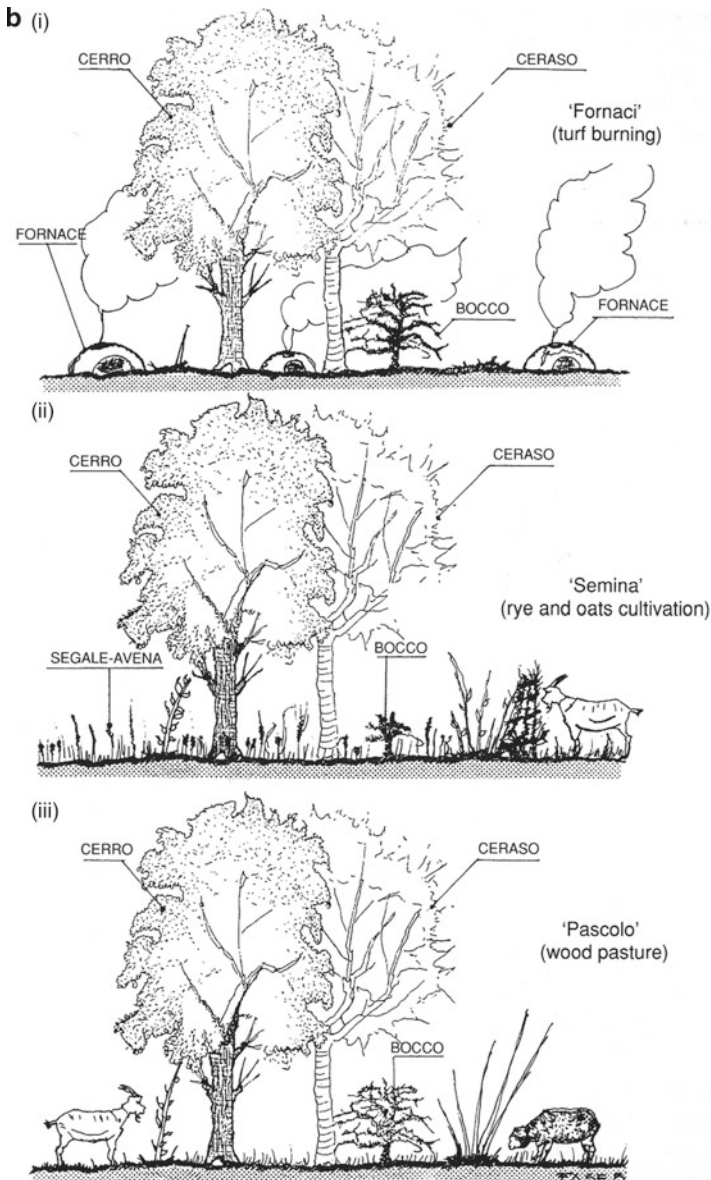 b (i)
CERRO
CERASO
'Fornaci'
(turf burning)
FORNACE
BOCCO
FORNACE
(ii)
CERRO
CERASO
'Semina'
(rye and oats cultivation)
SEGALE-AVENA
BOCCO
(iii)
CERRO
CERASO
'Pascolo'
(wood pasture)
BOCCO